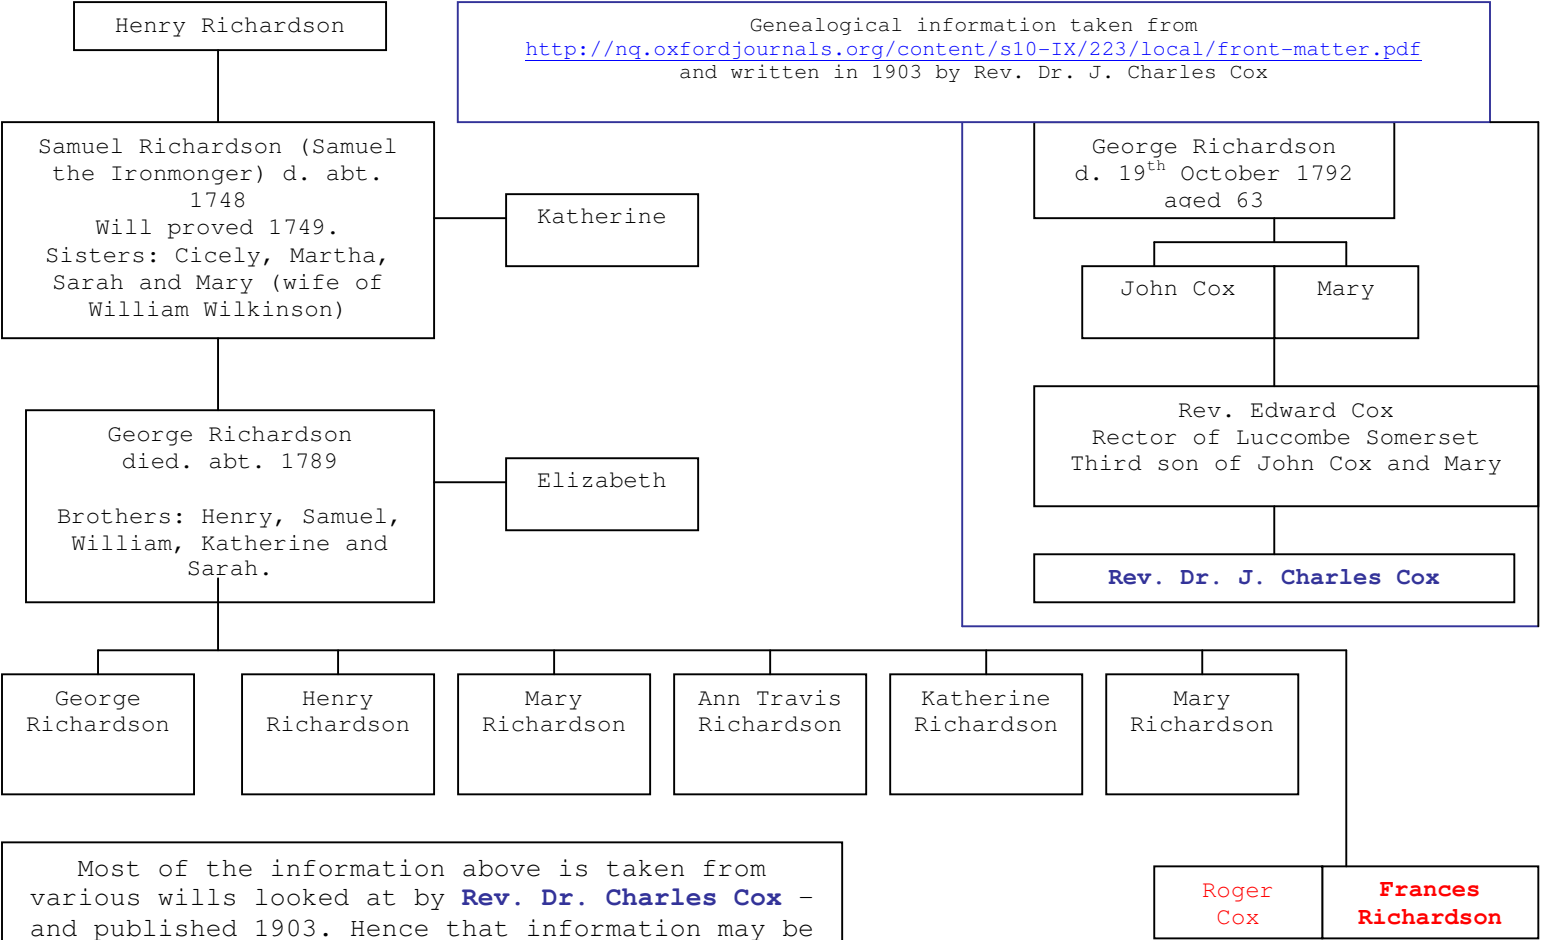 Henry Richardson
Genealogical information taken from
http://nq.oxfordjournals.org/content/s10-IX/223/local/front-matter.pdf
and written in 1903 by Rev. Dr. J. Charles Cox
Samuel Richardson (Samuel
the Ironmonger) d. abt.
1748
Will proved 1749.
Sisters: Cicely, Martha,
Sarah and Mary (wife of
William Wilkinson)
Katherine
George Richardson
d. 19th October 1792
aged 63
John Cox
Mary
Rev. Edward Cox
Rector of Luccombe Somerset
Third son of John Cox and Mary
Rev. Dr. J. Charles Cox
George Richardson
died. abt. 1789
Brothers: Henry, Samuel,
William, Katherine and
Sarah.
Elizabeth
George
Richardson
Henry
Richardson
Mary
Richardson
Ann Travis
Richardson
Katherine
Richardson
Mary
Richardson
Roger
Cox
Frances
Richardson
Most of the information above is taken from
various wills looked at by Rev. Dr. Charles Cox –
and published 1903. Hence that information may be